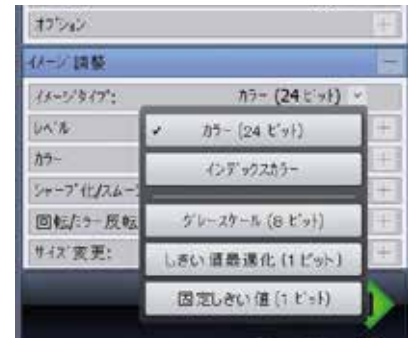 オプション
イメージ調整
イメージタイプ: カラー (24 ビット)
レベル
カラー
シャープ化/スムー
回転/ミラー反転
サイズ変更:
カラー (24 ビット)
インデックスカラー
グレースケール (8 ビット)
しきい値最適化 (1 ビット)
固定しきい値 (1 ビット)